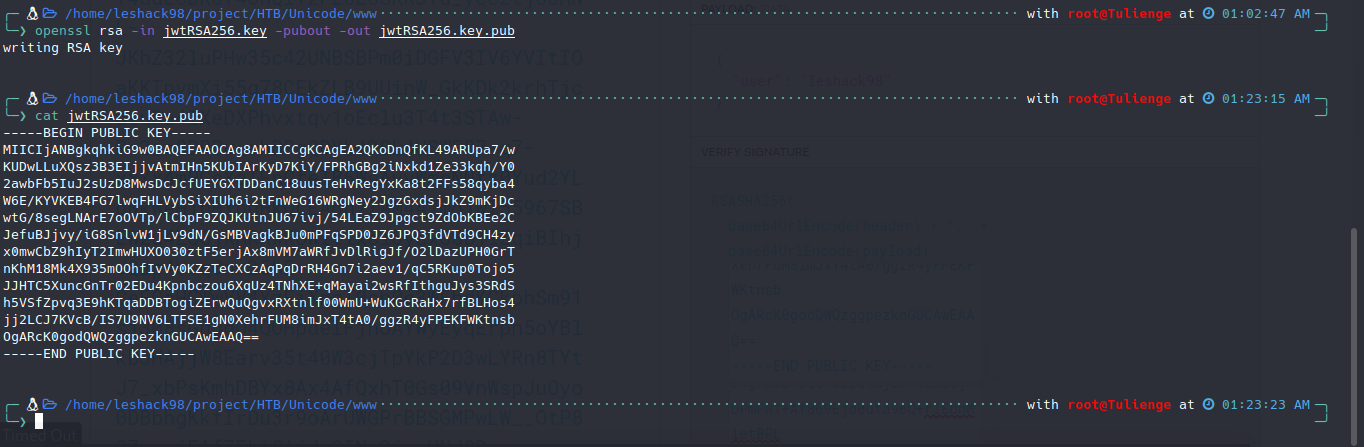 /home/leshack98/project/HTB/Unicode/www with root@Tulienge at 01:02:47 AM
openssl rsa -in jwtRSA256.key -pubout -out jwtRSA256.key.pub
writing RSA key
/home/leshack98/project/HTB/Unicode/www with root@Tulienge at 01:23:15 AM
cat jwtRSA256.key.pub
-----BEGIN PUBLIC KEY-----
MIICIjANBgkqhkiG9w0BAQEFAAOCAg8AMIICCgKCAgEA2QKoDnQfKL49ARUpa7/w
KUDwLLuXQsz3B3EIjjvAtmIHn5KUbIArKyD7KiY/FPRhGBg2iNxkd1Ze33kqh/Y0
2awbFb5IuJ2sUzD8MwsDcJcfUEYGXTDDanC18uusTeHvRegYxKa8t2FFs58qyba4
W6E/KYVKEB4FG7lwqFHLVybSiXIUh6i2tFnWeG16WRgNey2JgzGxdsjJkZ9mKjDc
wtG/8segLNArE7oOVTp/lCbpF9ZQJKUtnJU67ivj/54LEaZ9Jpgct9ZdObKBEe2C
JefuBJjvy/iG8SnlvW1jLv9dN/GsMBVagkBJu0mPFqSPD0JZ6JPQ3fdVTd9CH4zy
x0mwCbZ9hIyT2ImwHUXO030ztF5erjAx8mVM7aWRfJvDlRigJf/O2lDazUPH0GrT
nKhM18Mk4X935mOOhfIvVy0KZzTeCXCzAqPqDrRH4Gn7i2aev1/qC5RKup0Tojo5
JJHTC5XuncGnTr02EDu4Kpnbczou6XqUz4TNhXE+qMayai2wsRfIthguJys3SRdS
h5VSfZpvq3E9hKTqaDDBTogiZErwQuQgvxRXtnlf00WmU+WuKGcRaHx7rfBLHos4
jj2LCJ7KVcB/IS7U9NV6LTFSE1gN0XehrFUM8imJxT4tA0/ggzR4yFPEKFWKtnsb
OgARcK0godQWQzggpezknGUCAwEAAQ==
-----END PUBLIC KEY-----
/home/leshack98/project/HTB/Unicode/www with root@Tulienge at 01:23:23 AM
VERIFY SIGNATURE
Timed Out